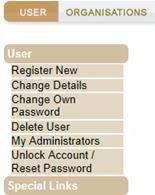 USER ORGANISATIONS
User
Register New
Change Details
Change Own
Password
Delete User
My Administrators
Unlock Account /
Reset Password
Special Links